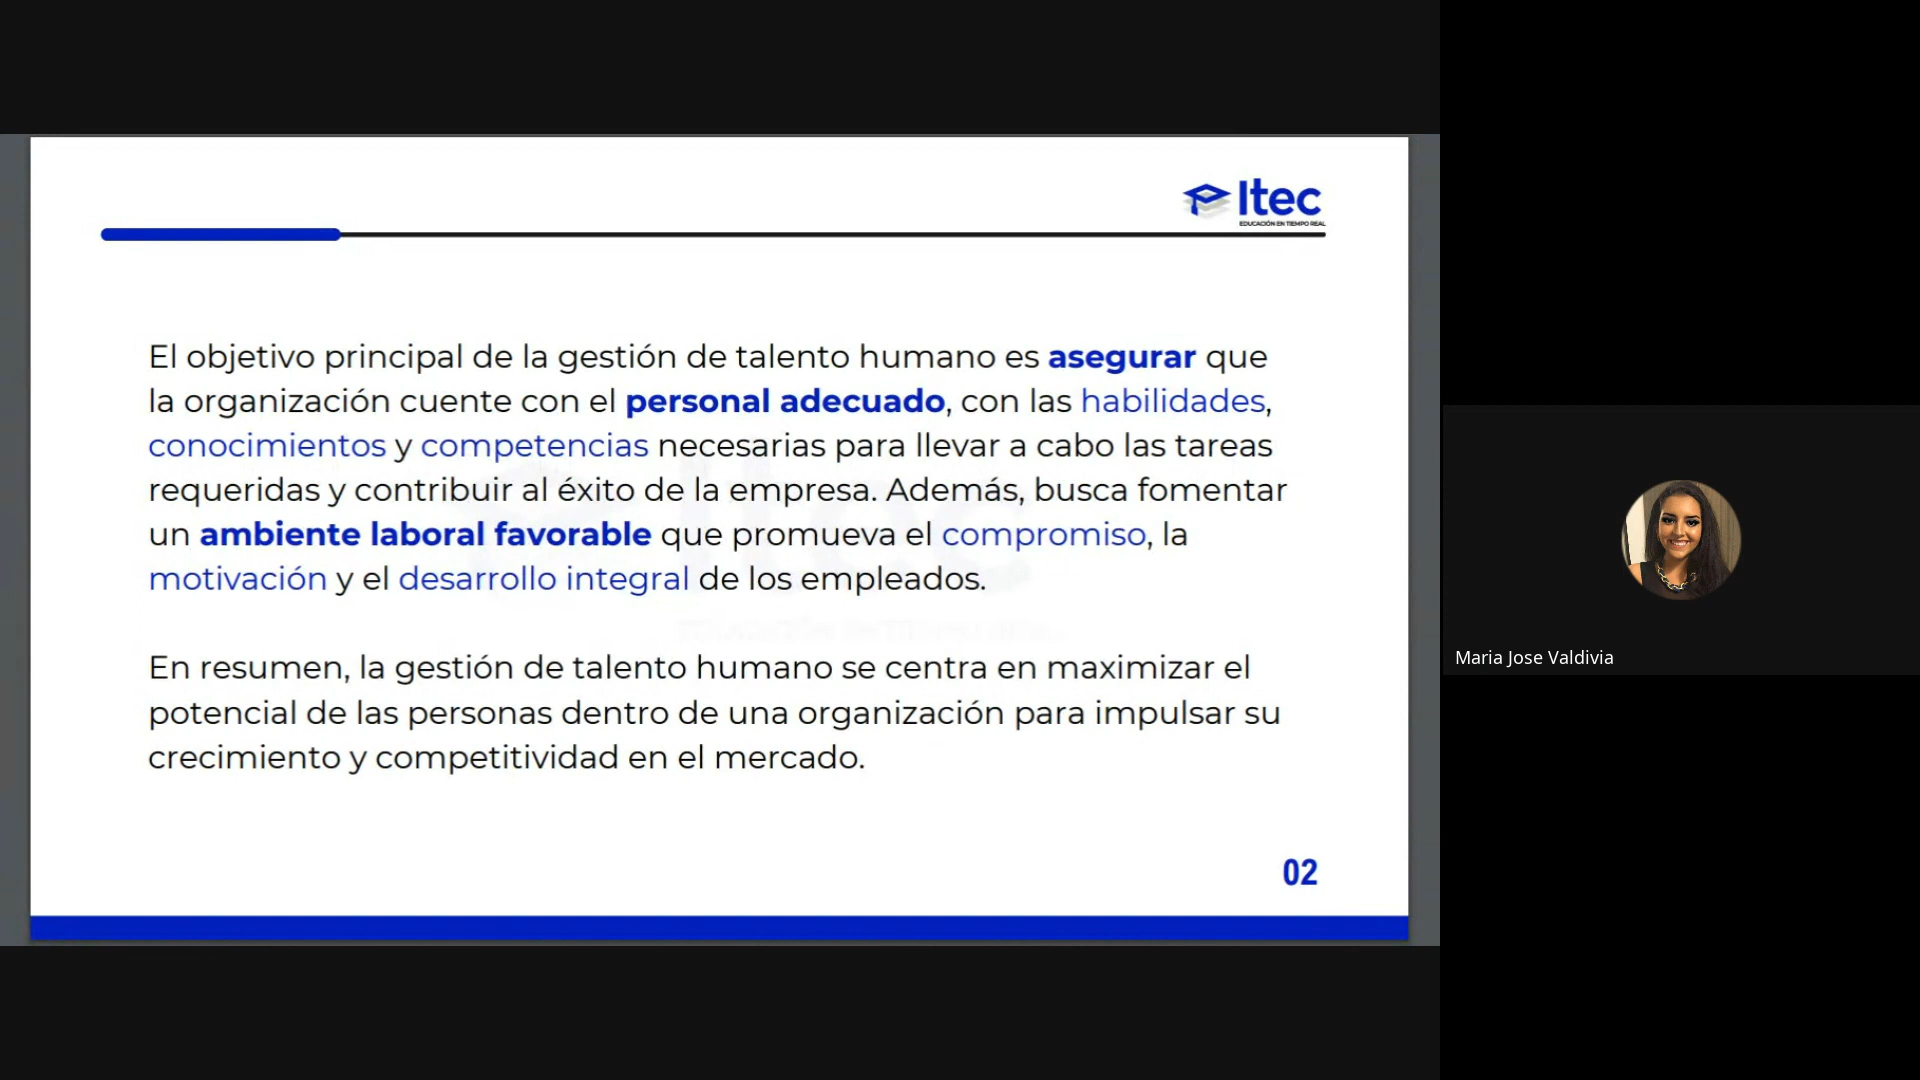 Itec
EDUCACIÓN EN TIEMPO REAL
El objetivo principal de la gestión de talento humano es asegurar que
la organización cuente con el personal adecuado, con las habilidades,
conocimientos y competencias necesarias para llevar a cabo las tareas
requeridas y contribuir al éxito de la empresa. Además, busca fomentar
un ambiente laboral favorable que promueva el compromiso, la
motivación y el desarrollo integral de los empleados.
En resumen, la gestión de talento humano se centra en maximizar el
potencial de las personas dentro de una organización para impulsar su
crecimiento y competitividad en el mercado.
02
Maria Jose Valdivia